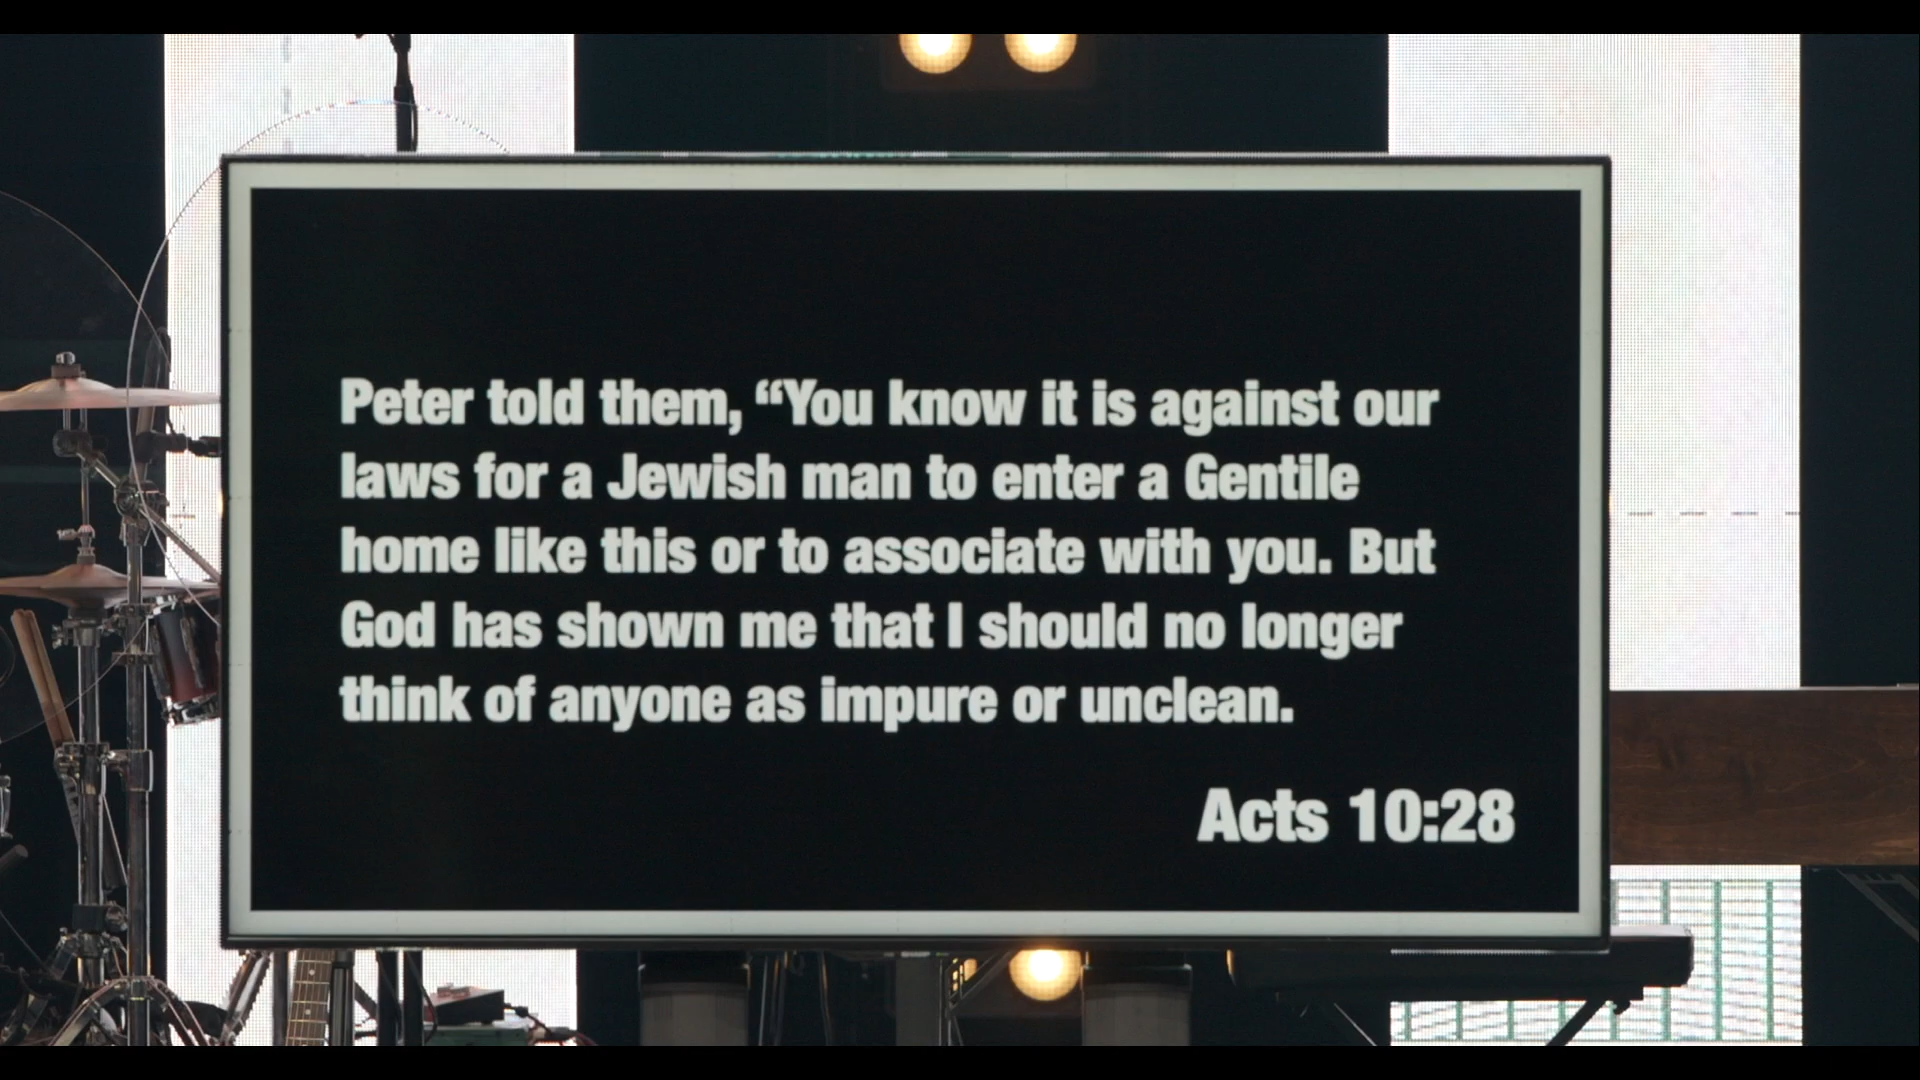 Peter told them, “You know it is against our
laws for a Jewish man to enter a Gentile
home like this or to associate with you. But
God has shown me that I should no longer
think of anyone as impure or unclean.
Acts 10:28